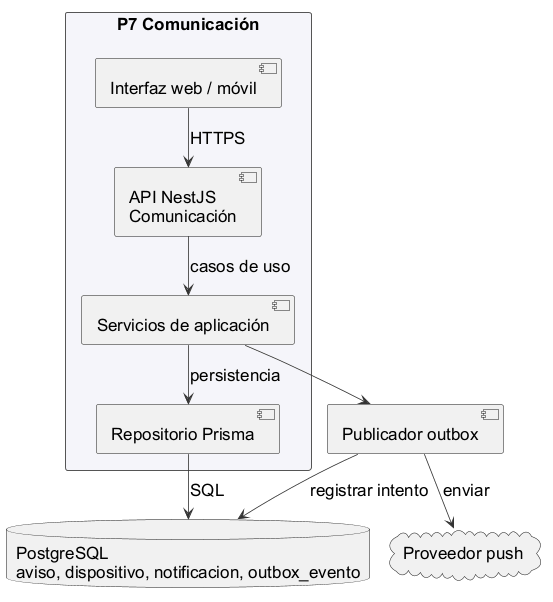 P7 Comunicación
Interfaz web / móvil
HTTPS
API NestJS
Comunicación
casos de uso
Servicios de aplicación
persistencia
Repositorio Prisma
Publicador outbox
SQL
registrar intento
enviar
PostgreSQL
aviso, dispositivo, notificacion, outbox_evento
Proveedor push